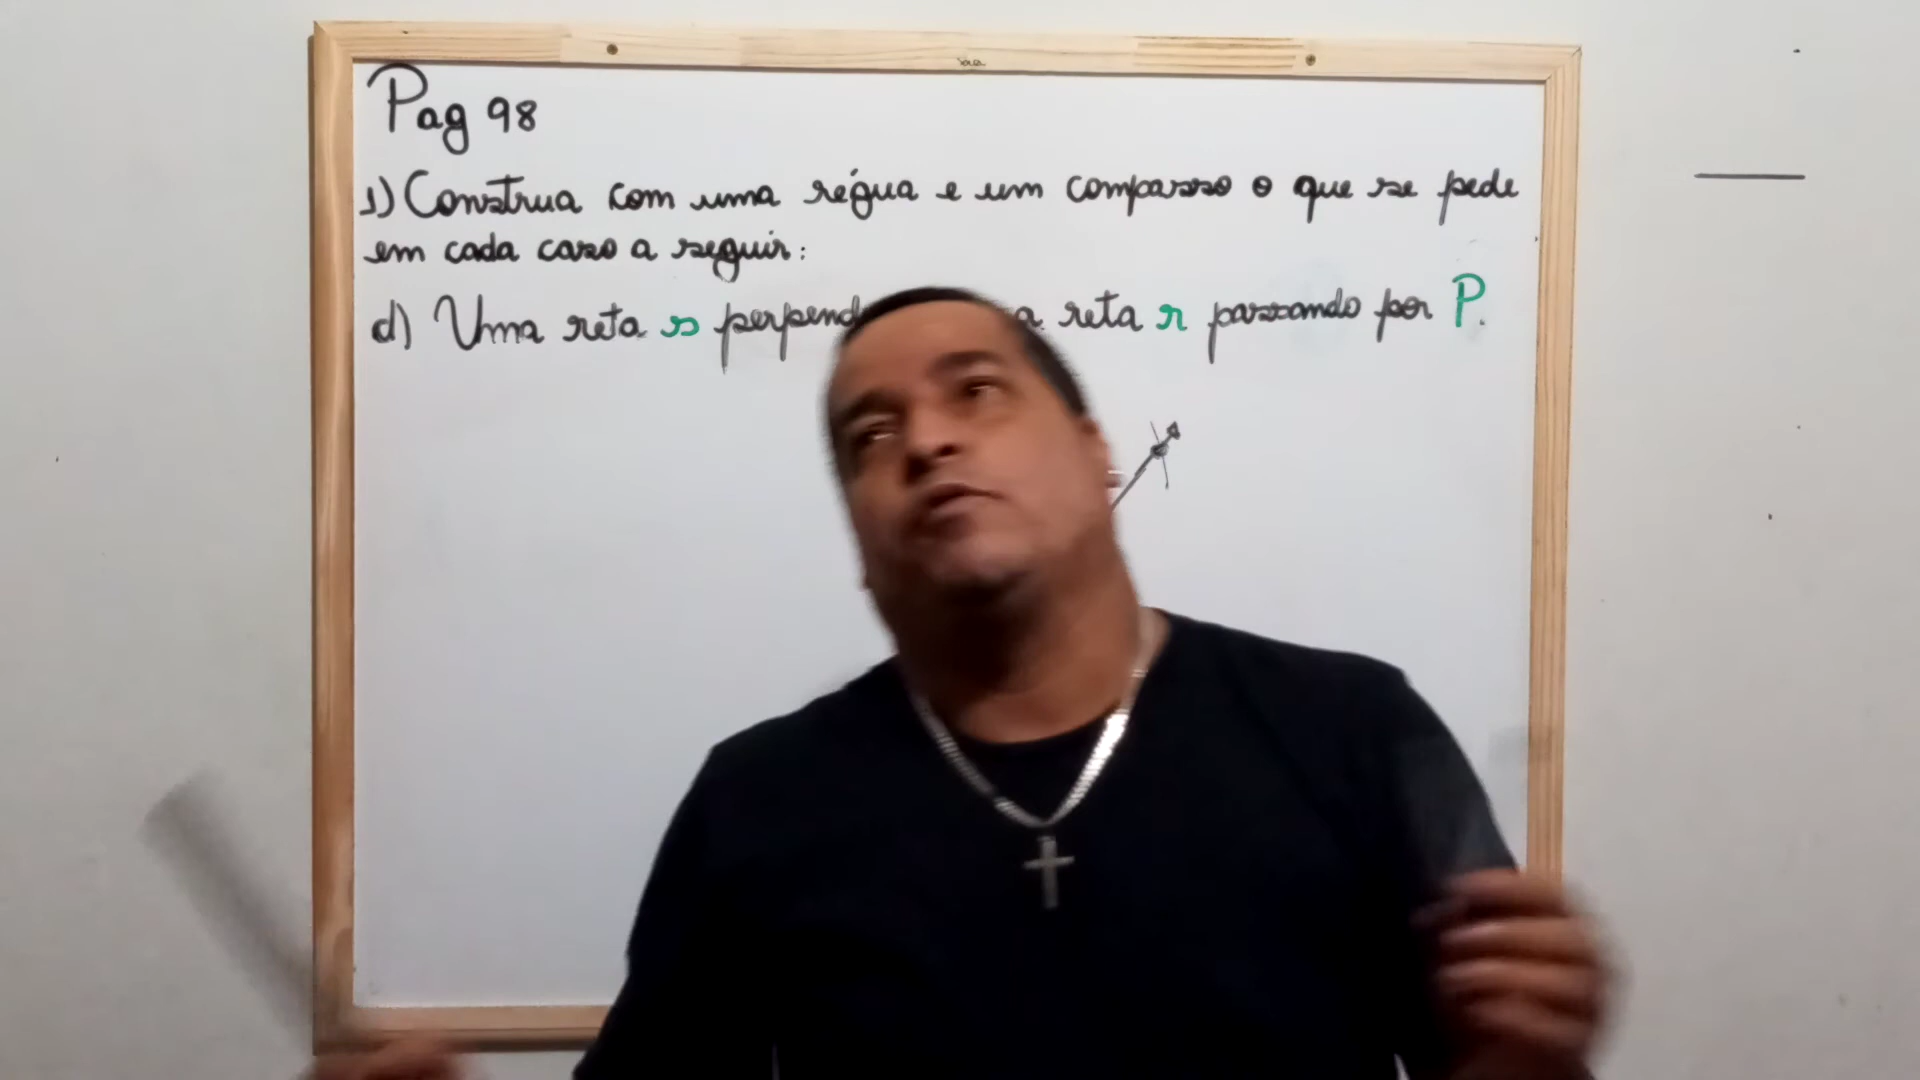 Pag 98
1) Construa com uma régua e um compasso o que se pede
em cada caso a seguir:
d) Uma reta s perpend a reta r passando por P.